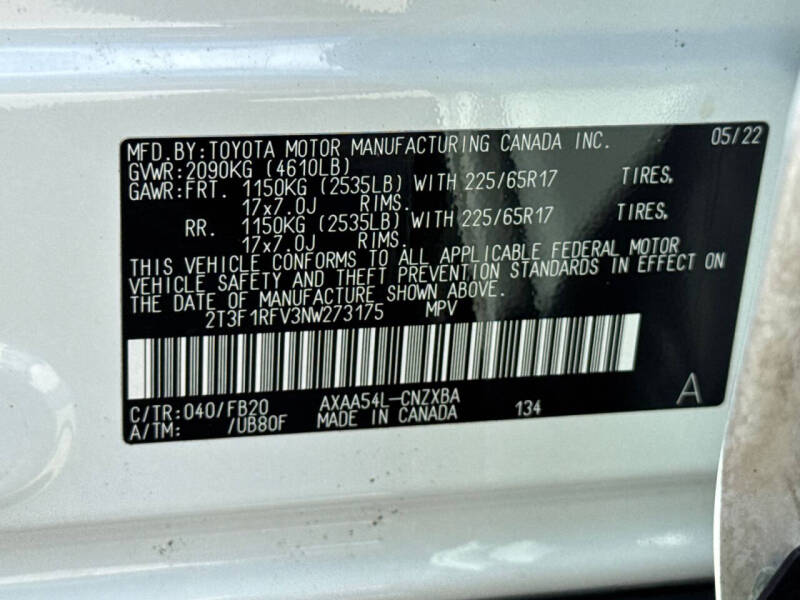 MFD.BY:TOYOTA MOTOR MANUFACTURING CANADA INC. 05/22
GVWR:2090KG (4610LB)
GAWR:FRT. 1150KG (2535LB) WITH 225/65R17 TIRES,
17x7.0J RIMS.
RR. 1150KG (2535LB) WITH 225/65R17 TIRES,
17x7.0J RIMS.
THIS VEHICLE CONFORMS TO ALL APPLICABLE FEDERAL MOTOR
VEHICLE SAFETY AND THEFT PREVENTION STANDARDS IN EFFECT ON
THE DATE OF MANUFACTURE SHOWN ABOVE.
2T3F1RFV3NW273175 MPV
C/TR:040/FB20 AXAA54L-CNZXBA A
A/TM: /UB80F MADE IN CANADA 134